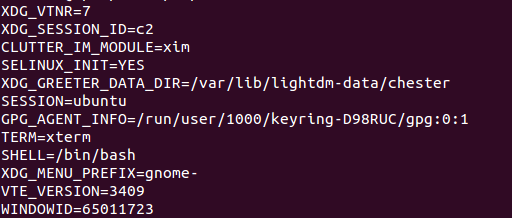 XDG_VTNR=7
XDG_SESSION_ID=c2
CLUTTER_IM_MODULE=xim
SELINUX_INIT=YES
XDG_GREETER_DATA_DIR=/var/lib/lightdm-data/chester
SESSION=ubuntu
GPG_AGENT_INFO=/run/user/1000/keyring-D98RUC/gpg:0:1
TERM=xterm
SHELL=/bin/bash
XDG_MENU_PREFIX=gnome-
VTE_VERSION=3409
WINDOWID=65011723